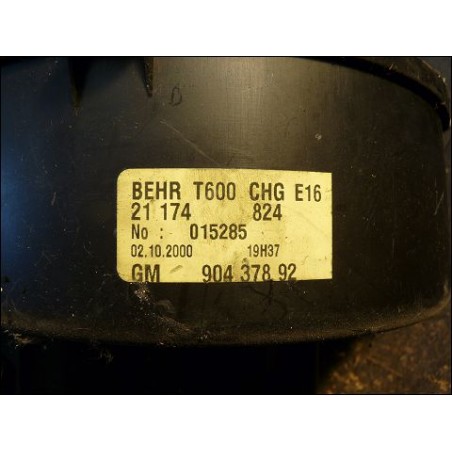 BEHR T600 CHG E16
21 174 824
No : 015285
02.10.2000 19H37
GM 904 378 92